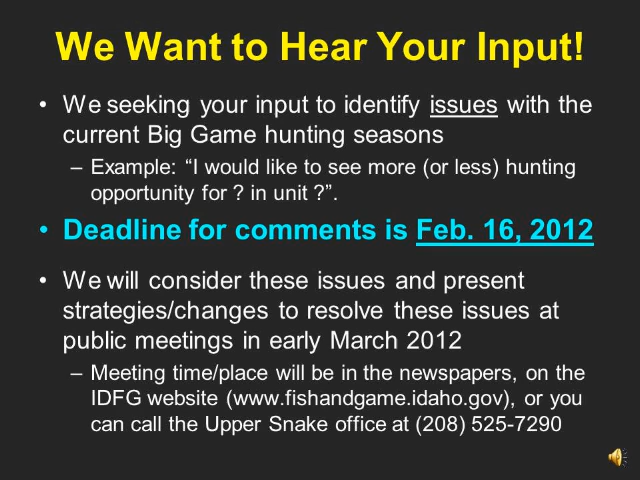 We Want to Hear Your Input!
• We seeking your input to identify issues with the
current Big Game hunting seasons
– Example: “I would like to see more (or less) hunting
opportunity for ? in unit ?”.
• Deadline for comments is Feb. 16, 2012
• We will consider these issues and present
strategies/changes to resolve these issues at
public meetings in early March 2012
– Meeting time/place will be in the newspapers, on the
IDFG website (www.fishandgame.idaho.gov), or you
can call the Upper Snake office at (208) 525-7290